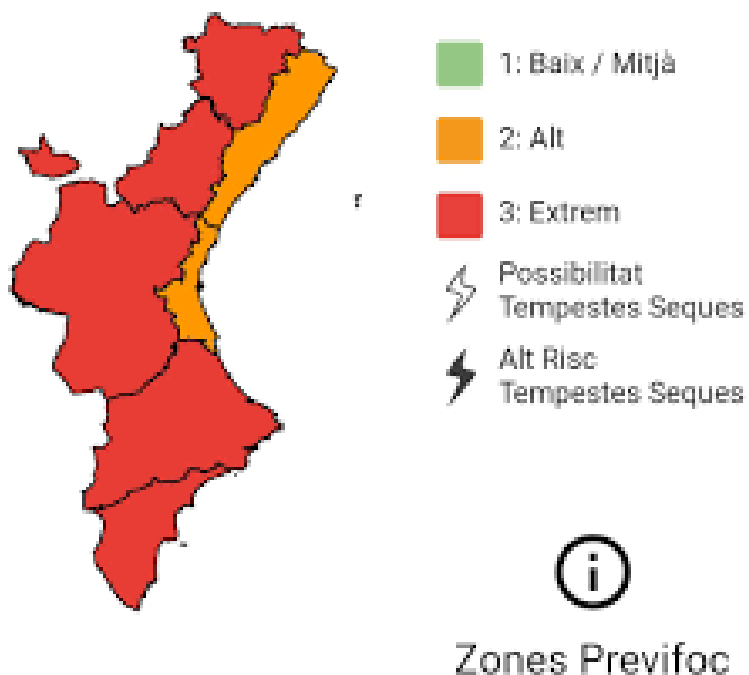 1: Baix / Mitjà
2: Alt
3: Extrem
Possibilitat
Tempestes Seques
Alt Risc
Tempestes Seques
i
Zones Previfoc